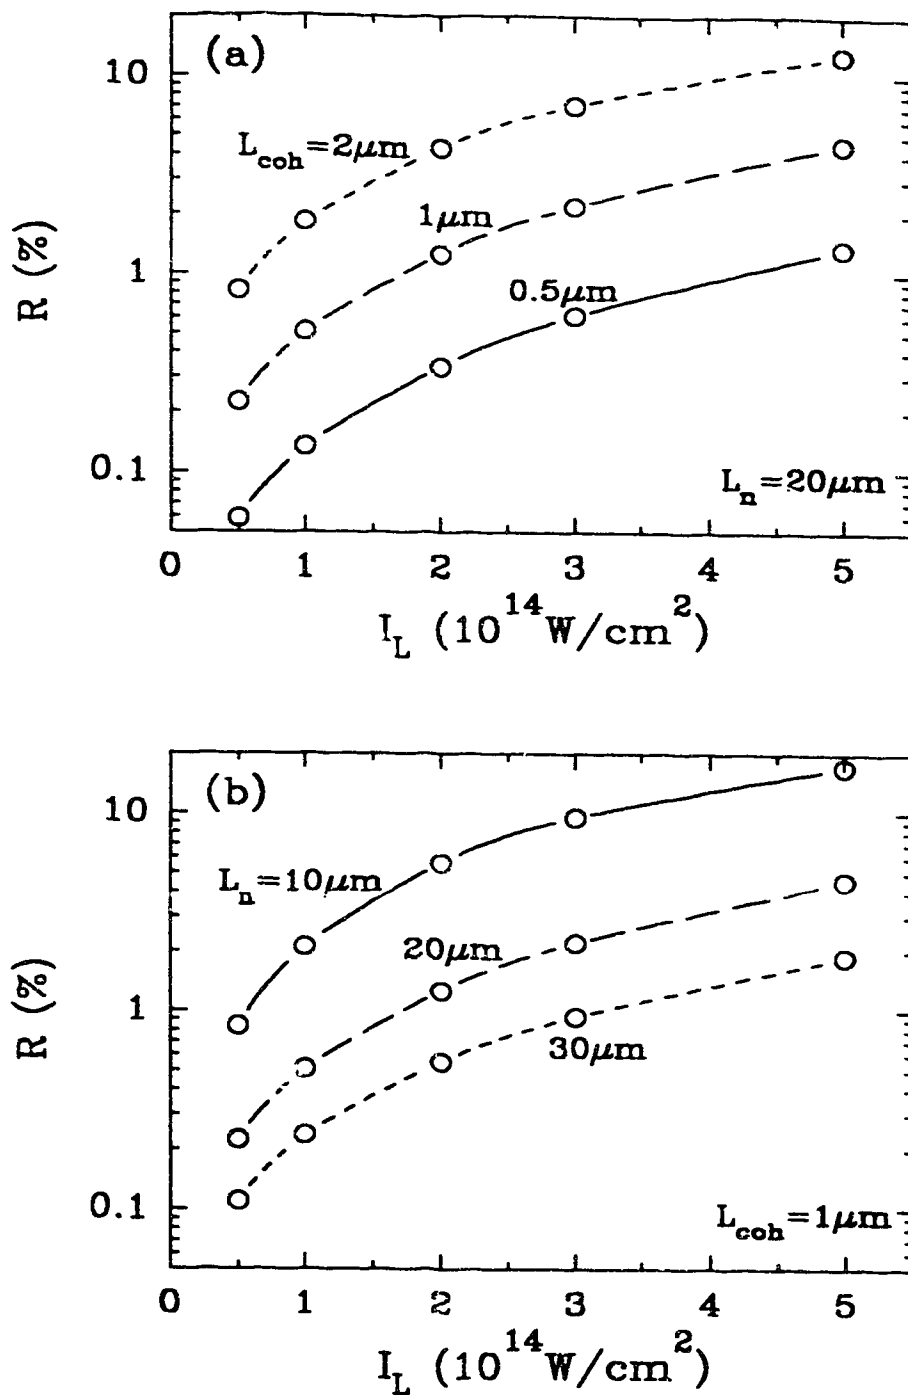 (a)
10
L_coh=2μm
1μm
1
0.5μm
R (%)
0.1
L_n=20μm
0 1 2 3 4 5
I_L (10^14 W/cm^2)
(b)
10
L_n=10μm
20μm
1
30μm
R (%)
0.1
L_coh=1μm
0 1 2 3 4 5
I_L (10^14 W/cm^2)